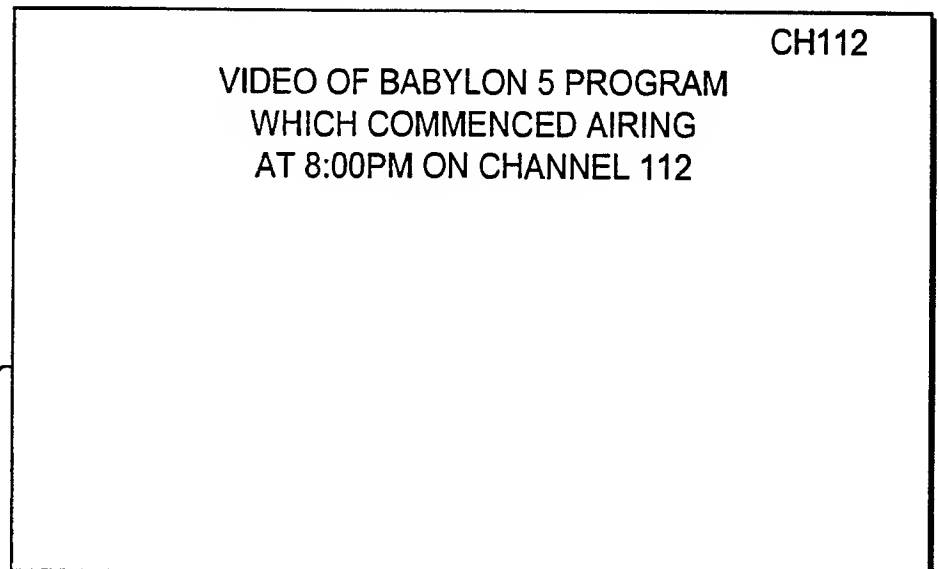 CH112
VIDEO OF BABYLON 5 PROGRAM
WHICH COMMENCED AIRING
AT 8:00PM ON CHANNEL 112